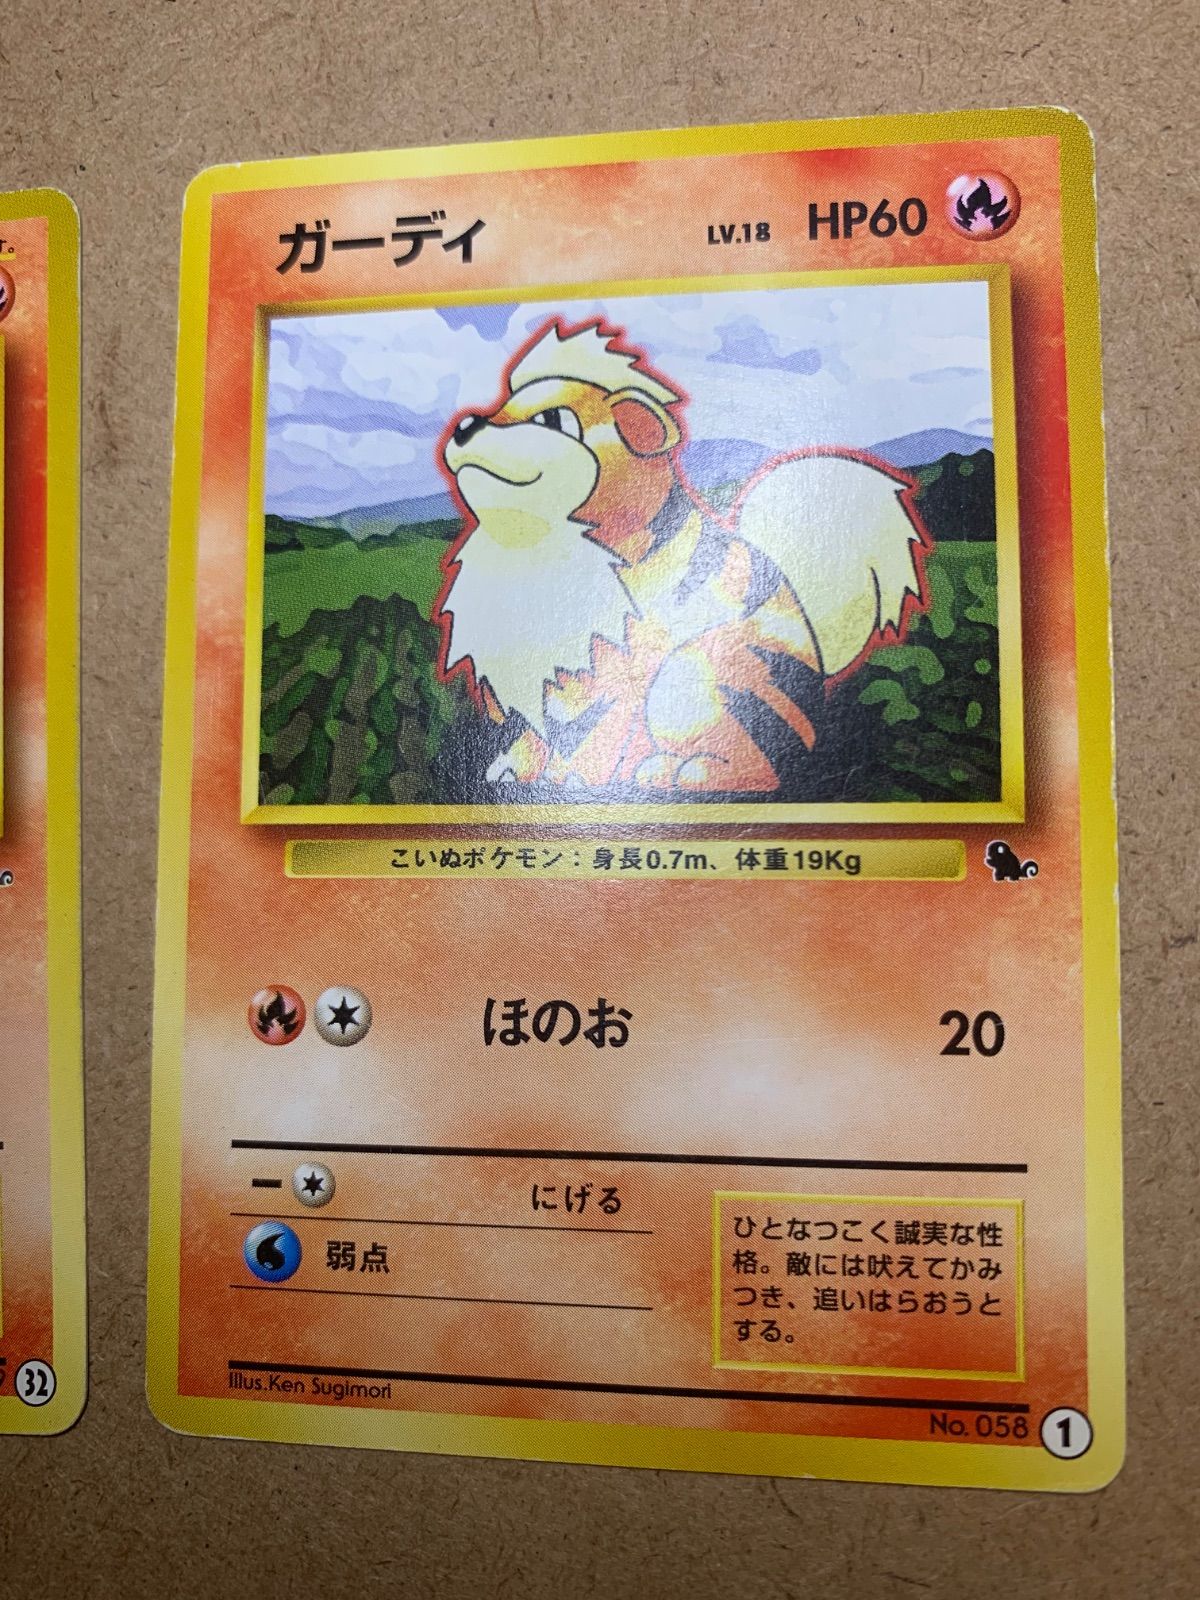 す。
32
ガーディ LV.18 HP60
こいぬポケモン：身長0.7m、体重19Kg
ほのお 20
にげる
弱点
ひとなつこく誠実な性
格。敵には吠えてかみ
つき、追いはらおうと
する。
Illus.Ken Sugimori
No. 058 1